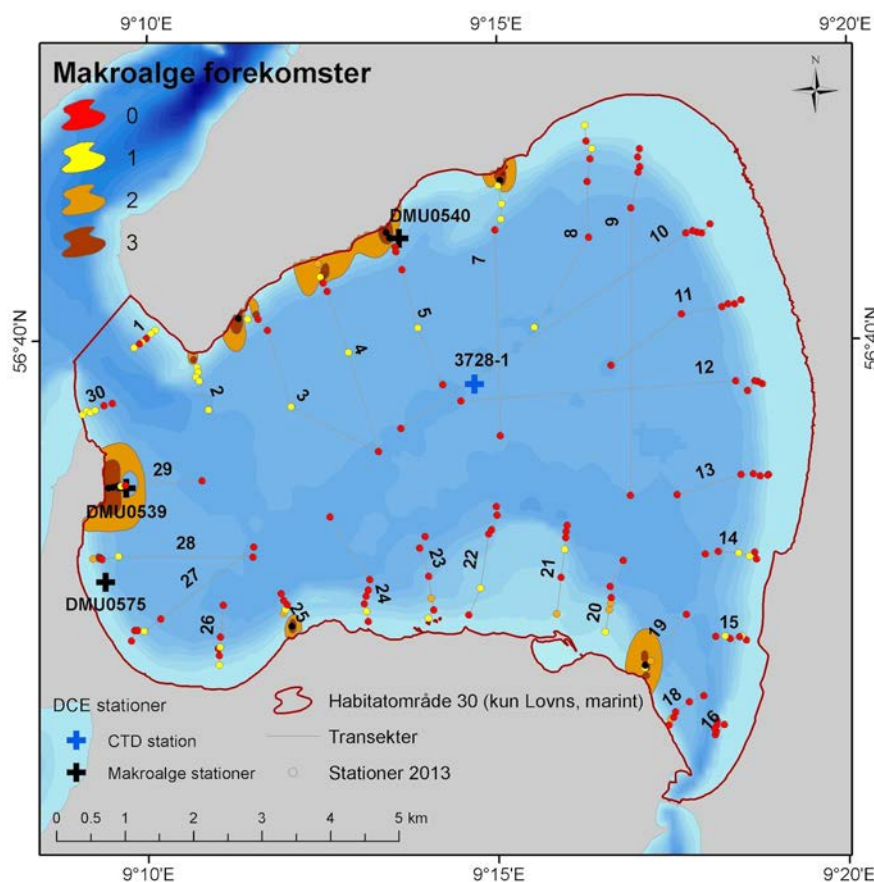 9°10'E 9°15'E 9°20'E
Makroalge forekomster
N
0
1
2
3
DMU0540
8
9
10
7
5
11
1
4
56°40'N
56°40'N
3728-1
12
30
2
3
13
29
DMU0539
28
14
27
23
22
21
DMU0575
24
20
15
26
25
19
18
16
DCE stationer
Habitatområde 30 (kun Lovns, marint)
CTD station
Transekter
Makroalge stationer
Stationer 2013
0 0.5 1 2 3 4 5 km
9°10'E 9°15'E 9°20'E